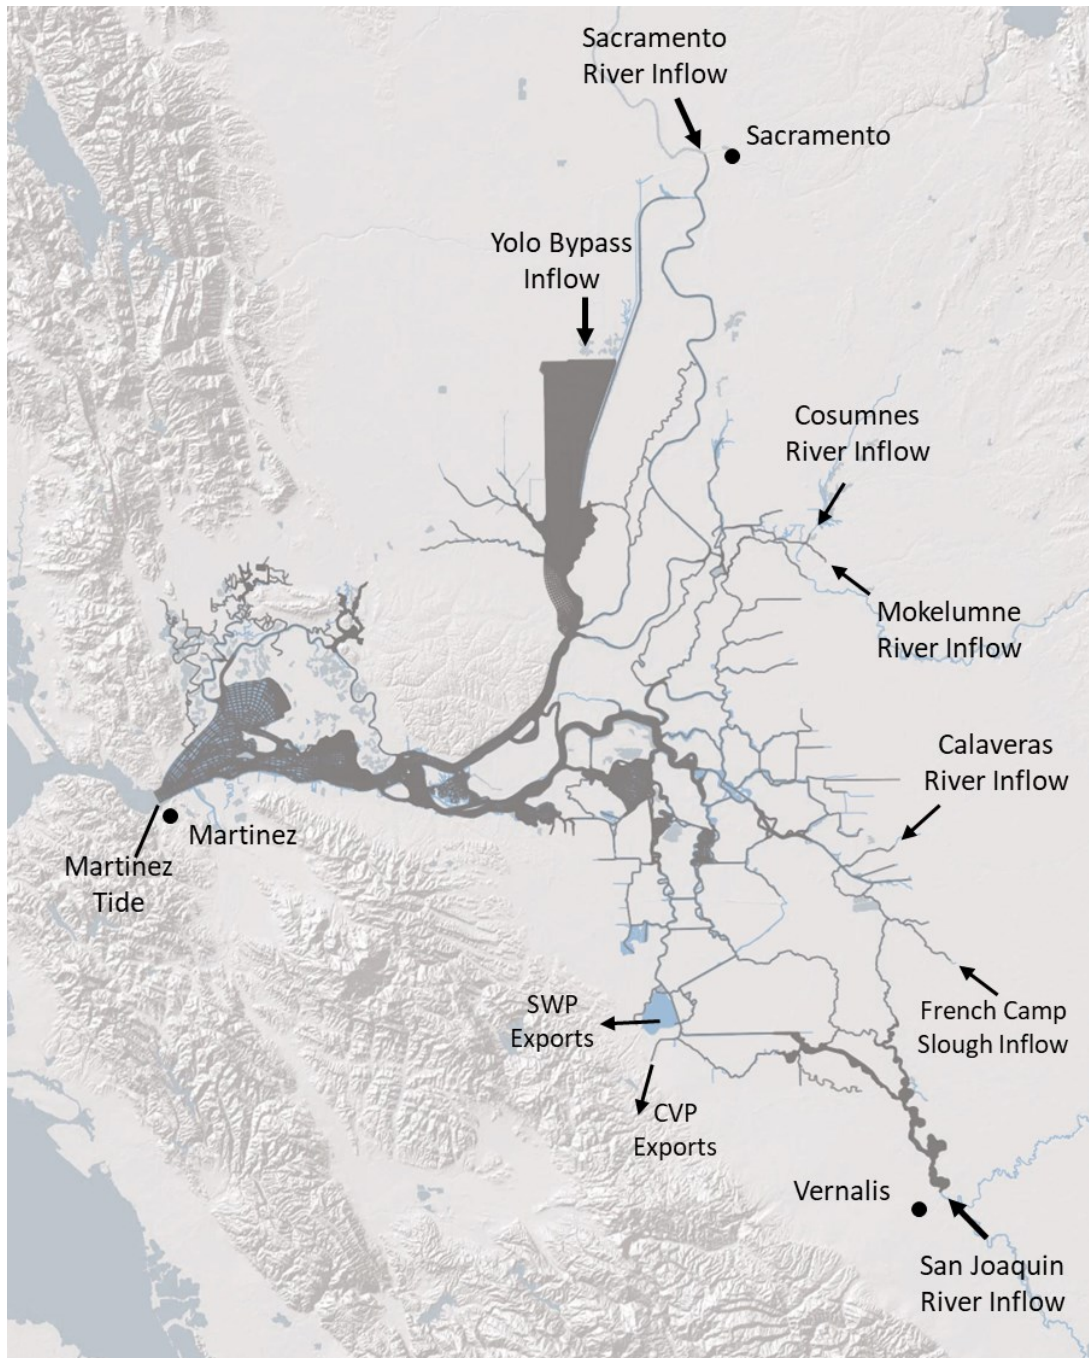 Sacramento
River Inflow
Sacramento
Yolo Bypass
Inflow
Cosumnes
River Inflow
Mokelumne
River Inflow
Calaveras
River Inflow
Martinez
Martinez
Tide
SWP
Exports
French Camp
Slough Inflow
CVP
Exports
Vernalis
San Joaquin
River Inflow